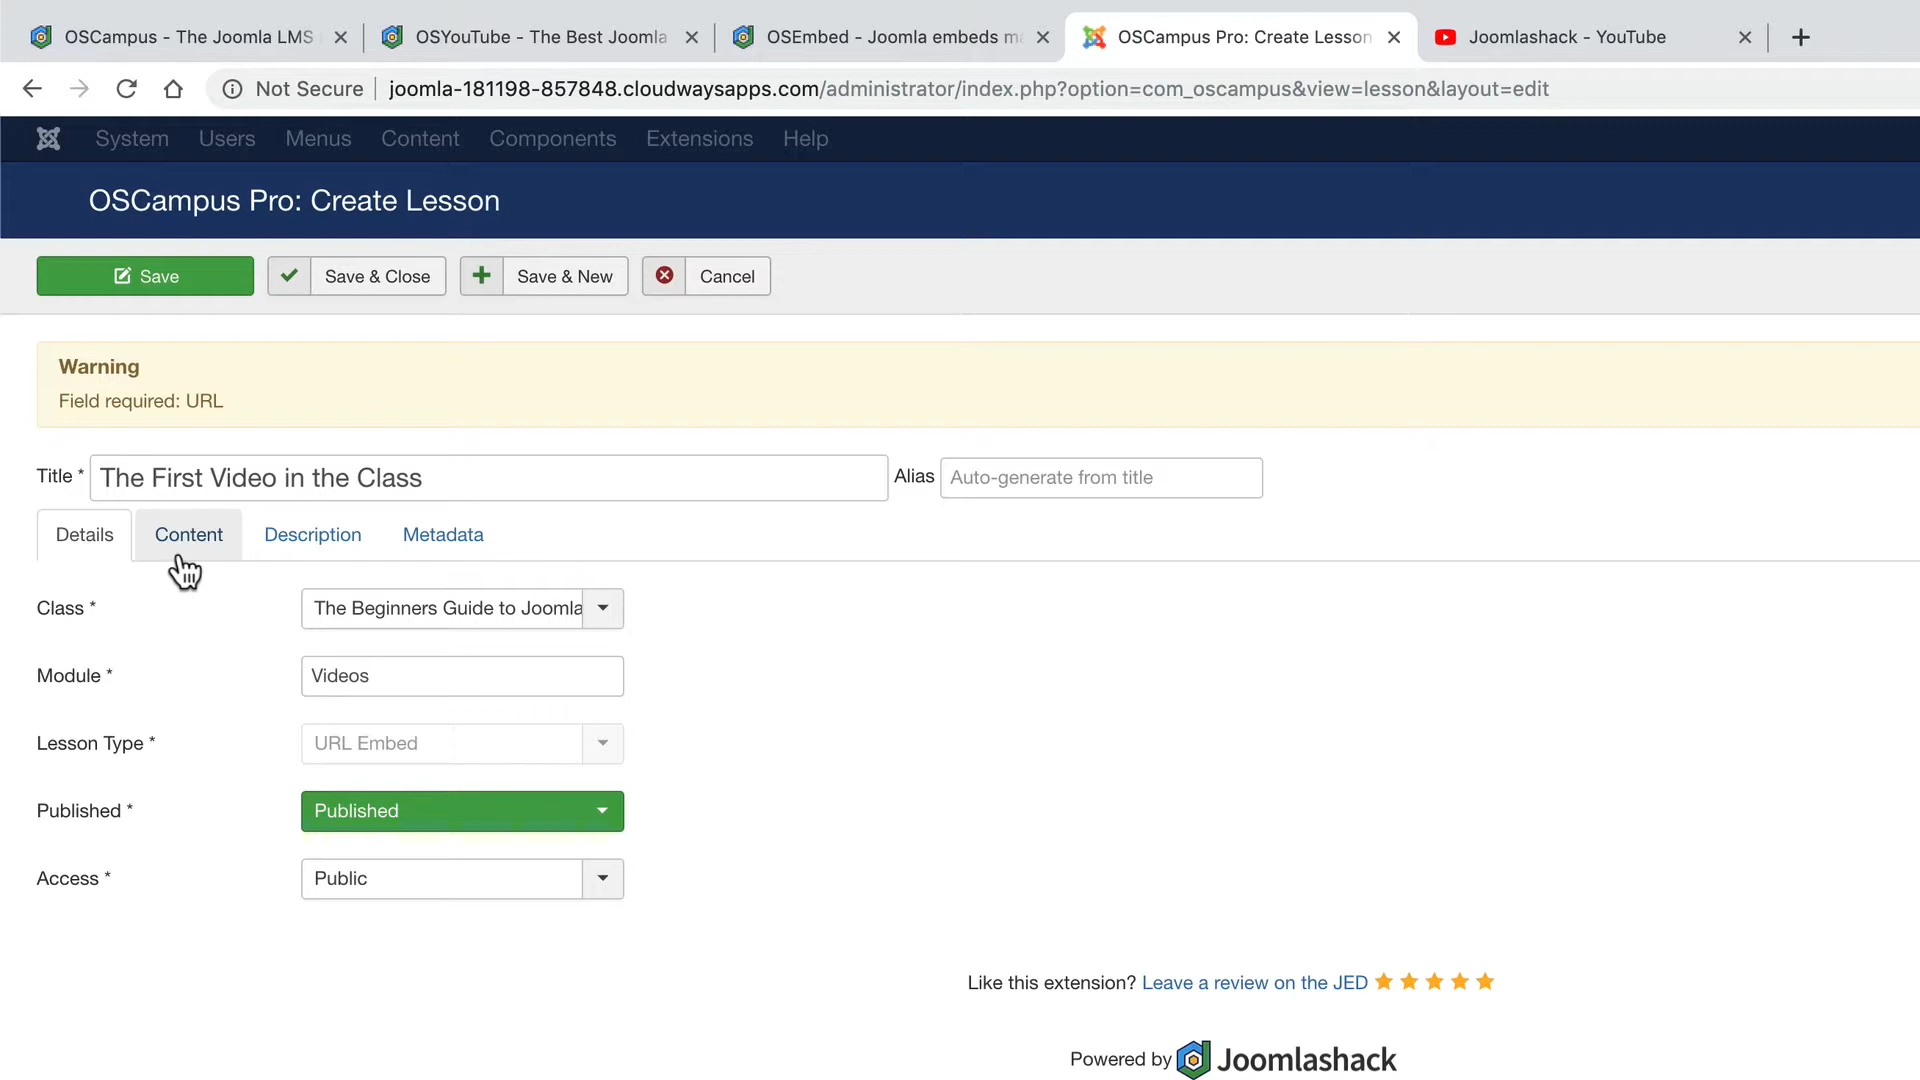 OSCampus - The Joomla LMS
OSYouTube - The Best Joomla
OSEmbed - Joomla embeds ma
OSCampus Pro: Create Lesson
Joomlashack - YouTube
Not Secure
joomla-181198-857848.cloudwaysapps.com/administrator/index.php?option=com_oscampus&view=lesson&layout=edit
System Users Menus Content Components Extensions Help
OSCampus Pro: Create Lesson
Save
Save & Close
Save & New
Cancel
Warning
Field required: URL
Title * The First Video in the Class Alias Auto-generate from title
Details Content Description Metadata
Class * The Beginners Guide to Joomla
Module * Videos
Lesson Type * URL Embed
Published * Published
Access * Public
Like this extension? Leave a review on the JED
Powered by Joomlashack